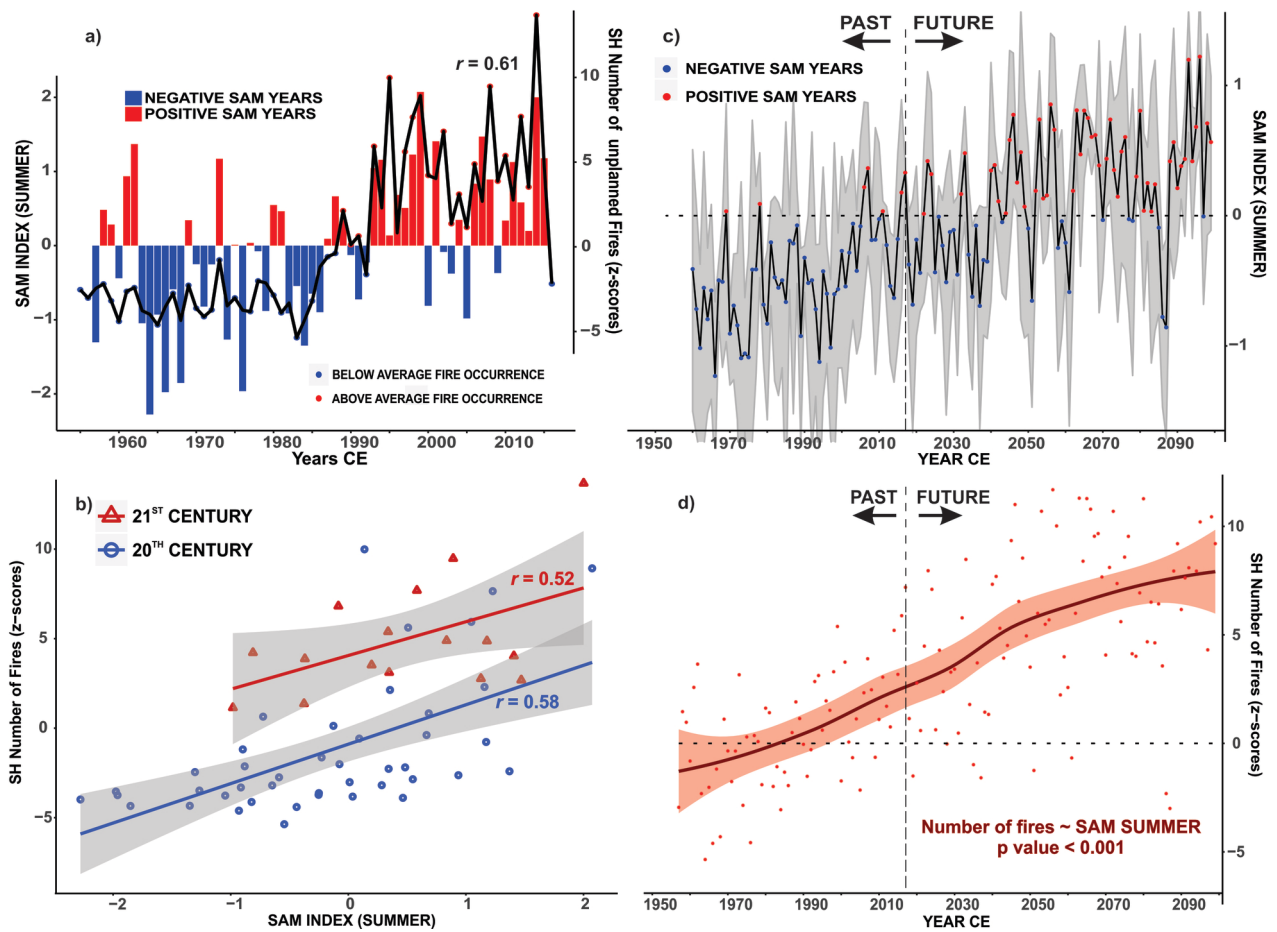 a)
r = 0.61
NEGATIVE SAM YEARS
POSITIVE SAM YEARS
BELOW AVERAGE FIRE OCCURRENCE
ABOVE AVERAGE FIRE OCCURRENCE
SAM INDEX (SUMMER)
2
1
0
−1
−2
SH Number of unplanned Fires (z-scores)
10
5
0
−5
1960 1970 1980 1990 2000 2010
Years CE
c)
PAST FUTURE
NEGATIVE SAM YEARS
POSITIVE SAM YEARS
SAM INDEX (SUMMER)
1
0
−1
1950 1970 1990 2010 2030 2050 2070 2090
YEAR CE
b)
21ST CENTURY
20TH CENTURY
r = 0.52
r = 0.58
SH Number of Fires (z−scores)
10
5
0
−5
−2 −1 0 1 2
SAM INDEX (SUMMER)
d)
PAST FUTURE
Number of fires ~ SAM SUMMER
p value < 0.001
SH Number of Fires (z−scores)
10
5
0
−5
1950 1970 1990 2010 2030 2050 2070 2090
YEAR CE